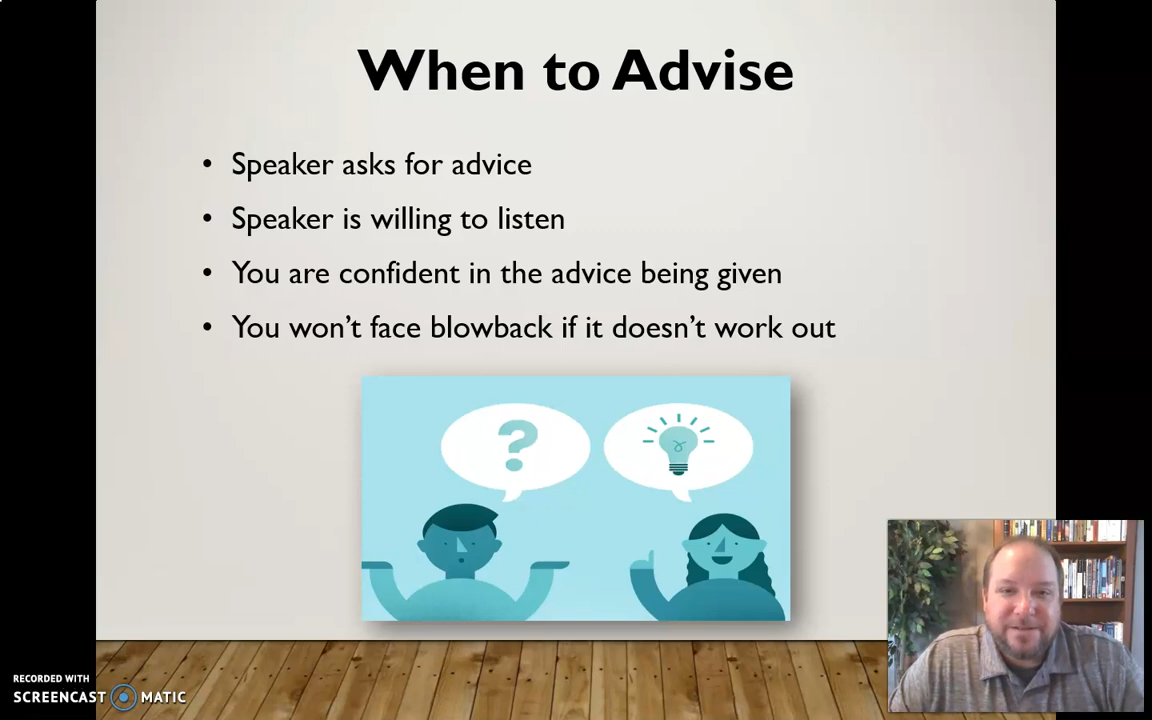 When to Advise
• Speaker asks for advice
• Speaker is willing to listen
• You are confident in the advice being given
• You won't face blowback if it doesn't work out
?
RECORDED WITH
SCREENCAST MATIC